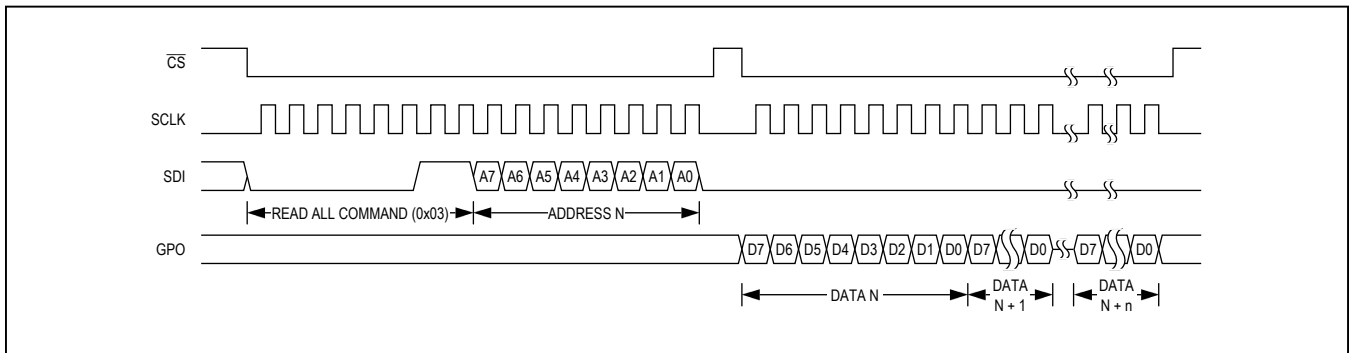 CS
SCLK
SDI
A7 A6 A5 A4 A3 A2 A1 A0
READ ALL COMMAND (0x03)
ADDRESS N
GPO
D7 D6 D5 D4 D3 D2 D1 D0 D7 D0 D7 D0
DATA N
DATA
N + 1
DATA
N + n